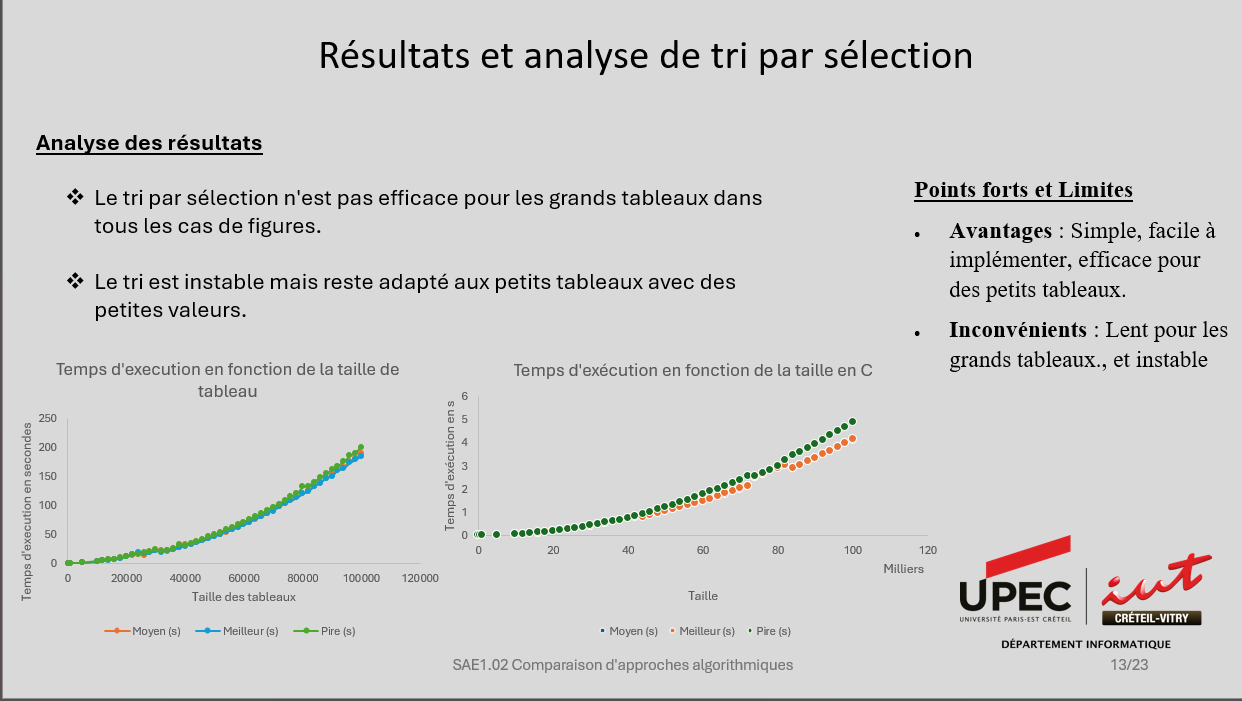 Résultats et analyse de tri par sélection
Analyse des résultats
❖ Le tri par sélection n'est pas efficace pour les grands tableaux dans
tous les cas de figures.
❖ Le tri est instable mais reste adapté aux petits tableaux avec des
petites valeurs.
Points forts et Limites
• Avantages : Simple, facile à
implémenter, efficace pour
des petits tableaux.
• Inconvénients : Lent pour les
grands tableaux., et instable
Temps d'execution en fonction de la taille de
tableau
Temps d'execution en secondes
250
200
150
100
50
0
0 20000 40000 60000 80000 100000 120000
Taille des tableaux
Moyen (s) Meilleur (s) Pire (s)
Temps d'exécution en fonction de la taille en C
Temps d'exécution en s
6
5
4
3
2
1
0
0 20 40 60 80 100 120
Milliers
Taille
Moyen (s) Meilleur (s) Pire (s)
UPEC
UNIVERSITÉ PARIS-EST CRÉTEIL
iut
CRÉTEIL-VITRY
DÉPARTEMENT INFORMATIQUE
SAE1.02 Comparaison d'approches algorithmiques
13/23